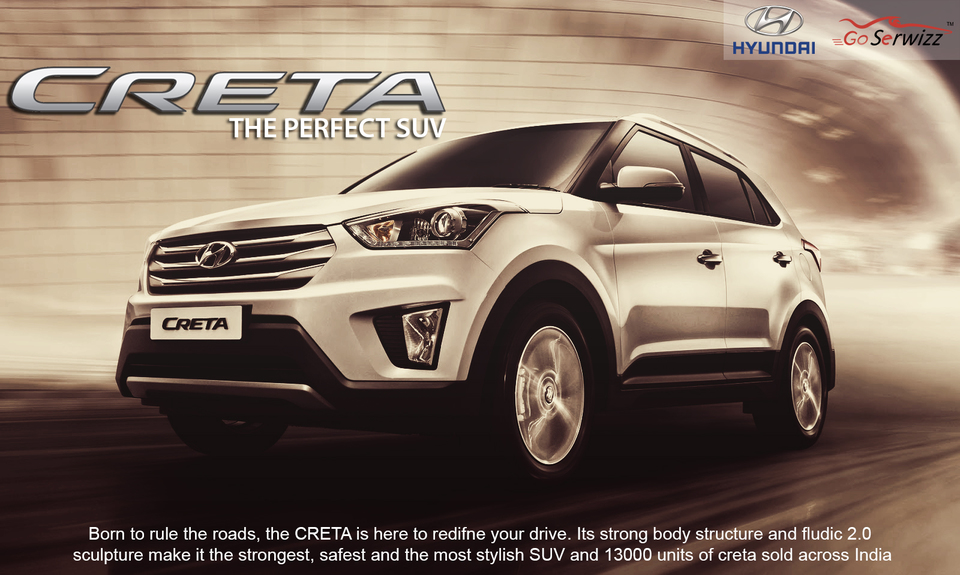 HYUNDAI
Go Serwizz ™
CRETA
THE PERFECT SUV
CRETA
Born to rule the roads, the CRETA is here to redifne your drive. Its strong body structure and fludic 2.0
sculpture make it the strongest, safest and the most stylish SUV and 13000 units of creta sold across India